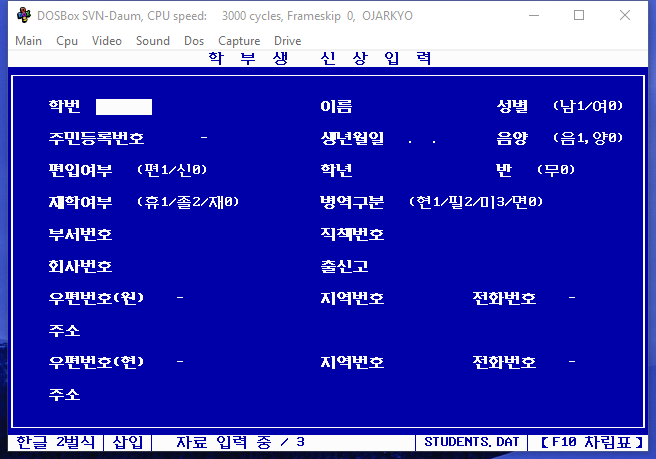 DOSBox SVN-Daum, CPU speed: 3000 cycles, Frameskip 0, OJARKYO
Main Cpu Video Sound Dos Capture Drive
학 부 생 신 상 입 력
학번 이름 성별 (남1/여0)
주민등록번호 - 생년월일 . . 음양 (음1,양0)
편입여부 (편1/신0) 학년 반 (무0)
재학여부 (휴1/졸2/재0) 병역구분 (현1/필2/미3/면0)
부서번호 직책번호
회사번호 출신고
우편번호(원) - 지역번호 전화번호 -
주소
우편번호(현) - 지역번호 전화번호 -
주소
한글 2벌식 삽입 자료 입력 중 / 3 STUDENTS.DAT 【F10 차림표】